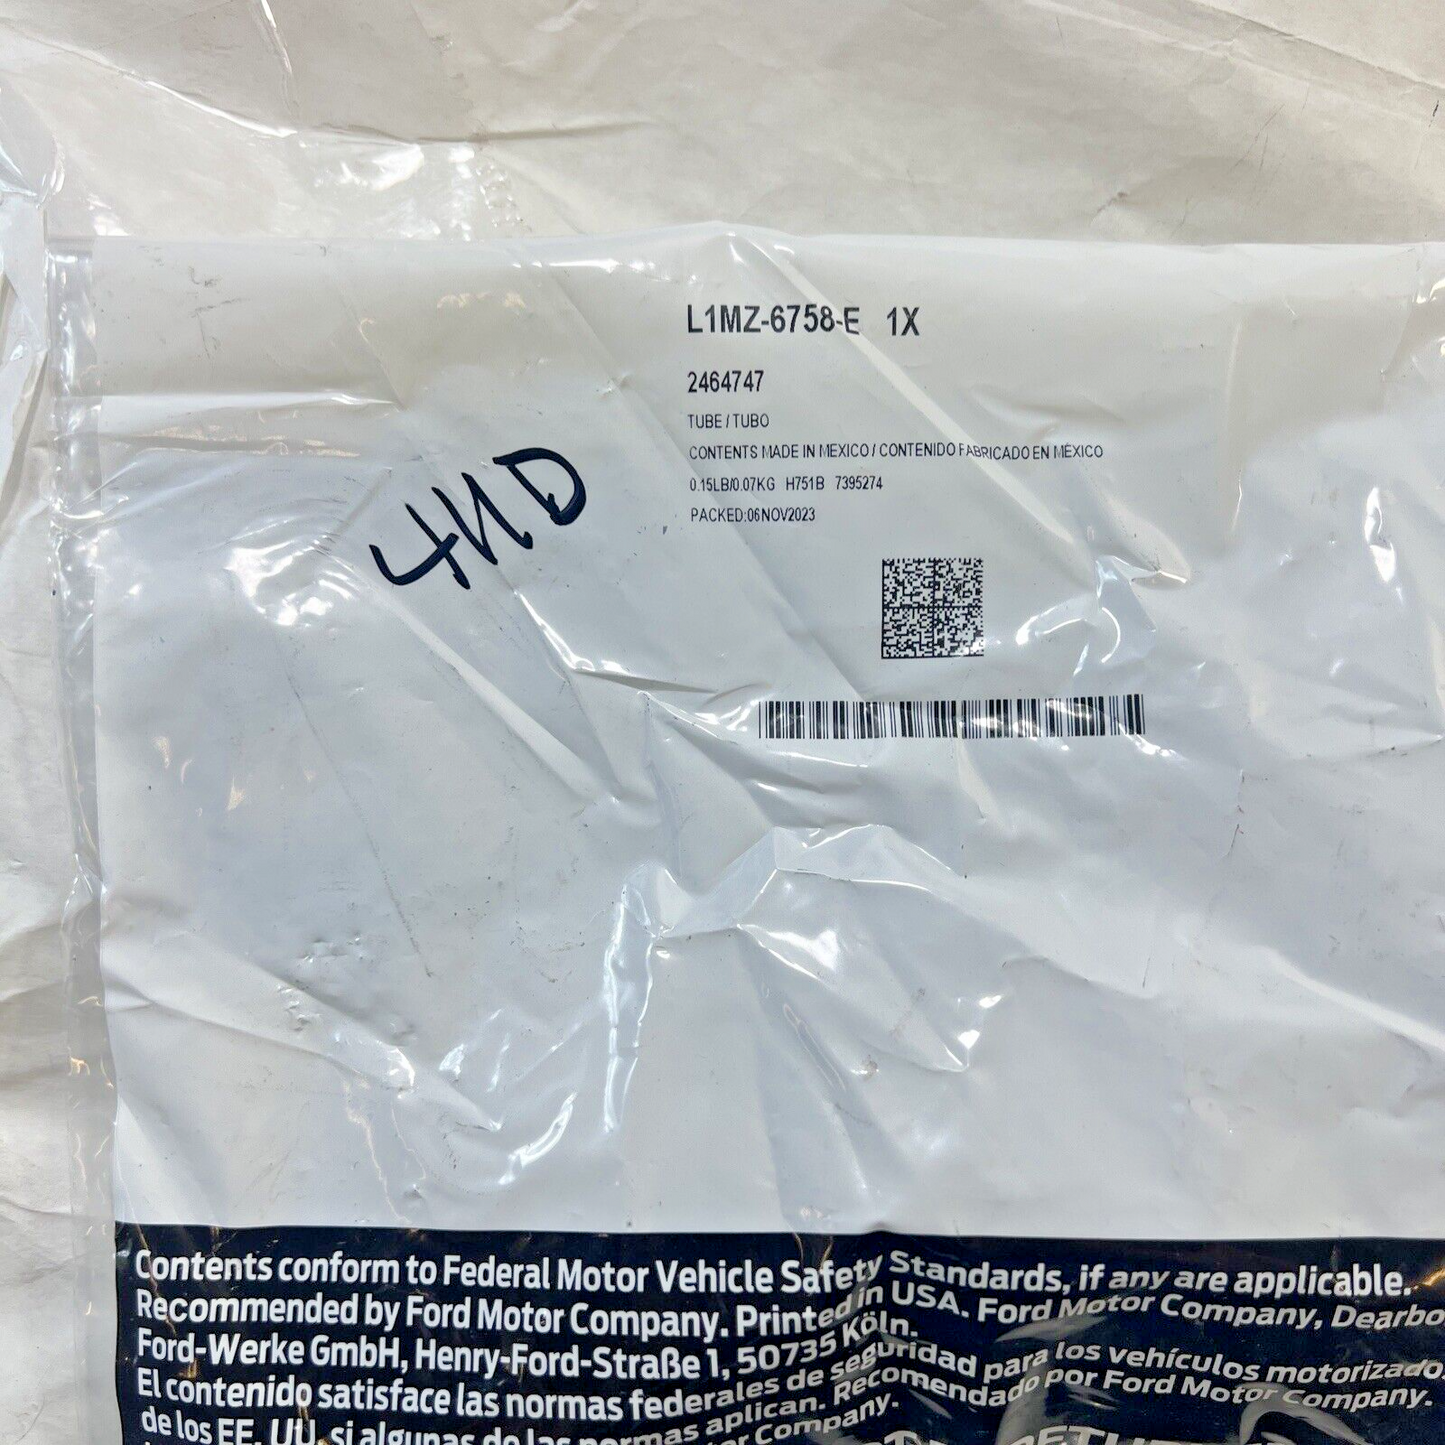 L1MZ-6758-E 1X
2464747
TUBE / TUBO
CONTENTS MADE IN MEXICO / CONTENIDO FABRICADO EN MÉXICO
0.15LB/0.07KG H751B 7395274
PACKED:06NOV2023
4ND
Contents conform to Federal Motor Vehicle Safety Standards, if any are applicable.
Recommended by Ford Motor Company. Printed in USA. Ford Motor Company, Dearbo
Ford-Werke GmbH, Henry-Ford-Straße 1, 50735 Köln.
El contenido satisface las normas federales de seguridad para los vehículos motorizado
de los EE. UU. si algunas de las normas aplican. Recomendado por Ford Motor Company.
Company.